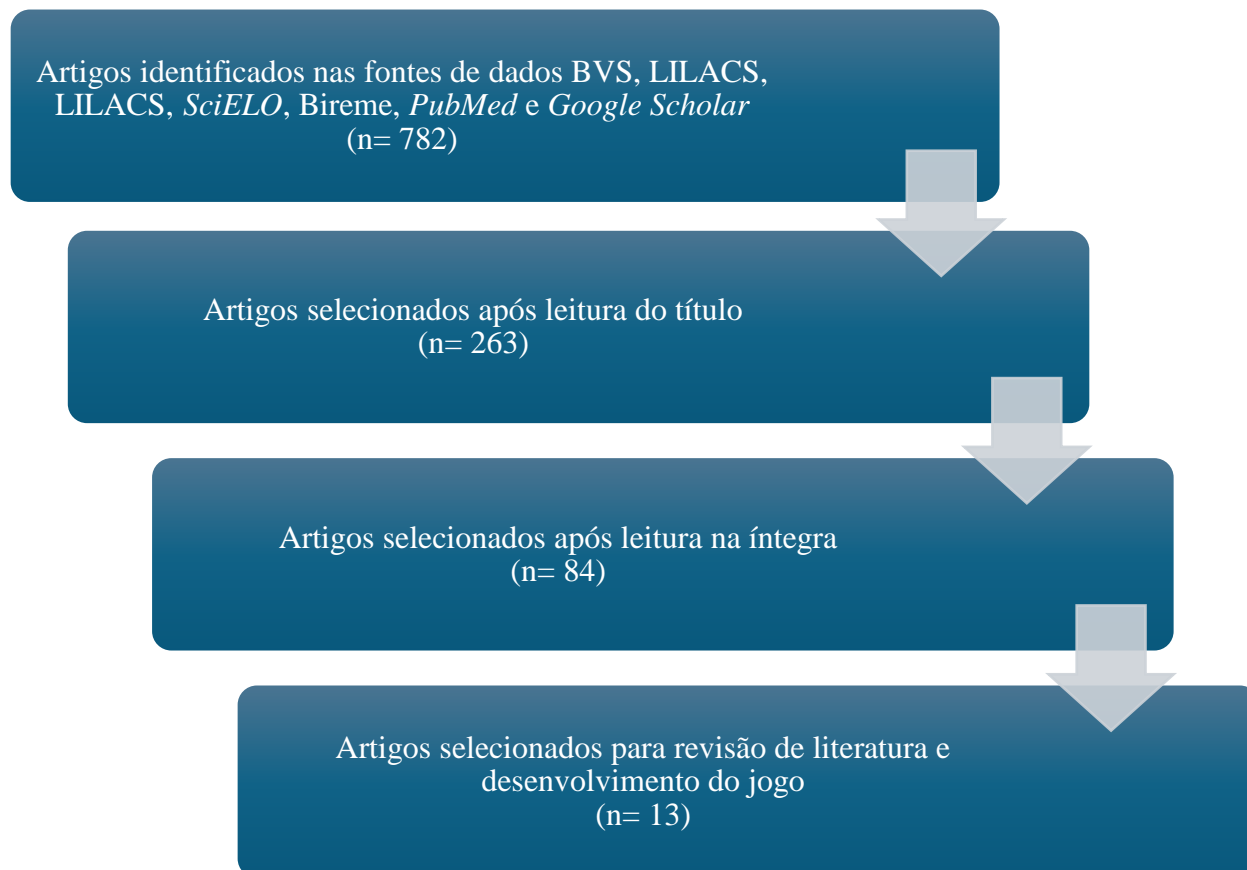 Artigos identificados nas fontes de dados BVS, LILACS,
LILACS, SciELO, Bireme, PubMed e Google Scholar
(n= 782)
Artigos selecionados após leitura do título
(n= 263)
Artigos selecionados após leitura na íntegra
(n= 84)
Artigos selecionados para revisão de literatura e
desenvolvimento do jogo
(n= 13)